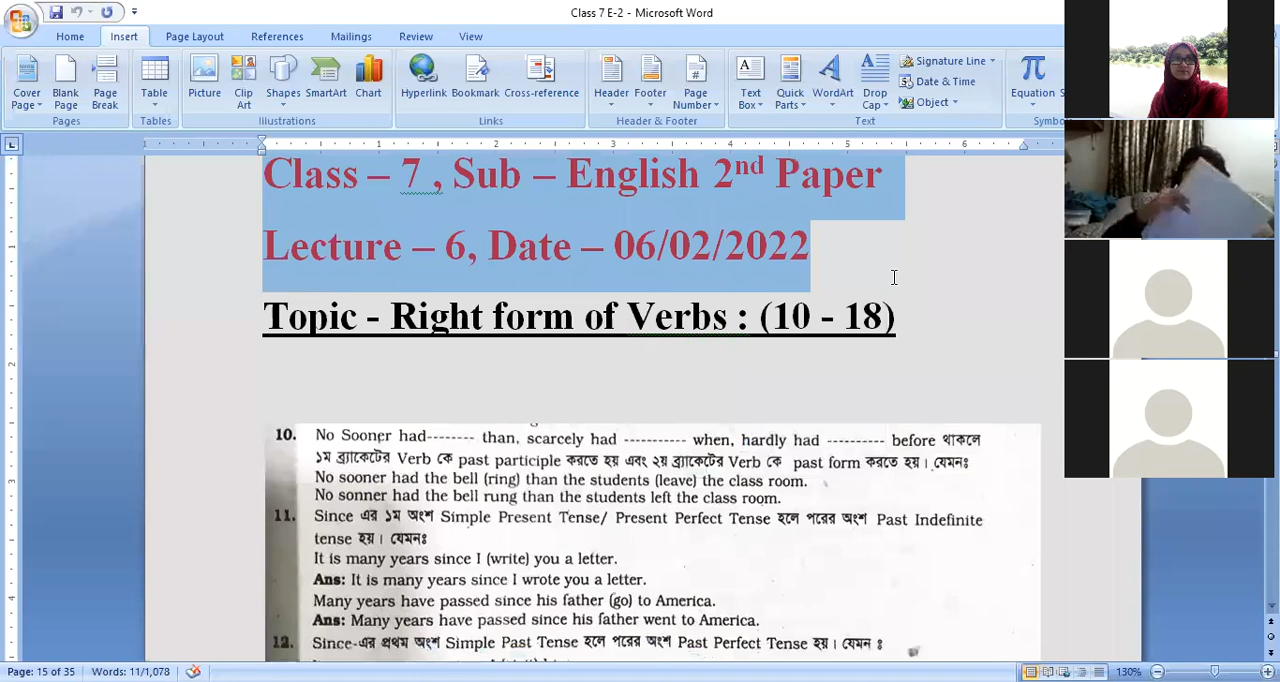 Class 7 E-2 - Microsoft Word
Home Insert Page Layout References Mailings Review View
Cover Page Blank Page Page Break Table Picture Clip Art Shapes SmartArt Chart Hyperlink Bookmark Cross-reference Header Footer Page Number Text Box Quick Parts WordArt Drop Cap Signature Line Date & Time Object Equation
Pages Tables Illustrations Links Header & Footer Text
1 1 2 3 4 5 6
Class – 7 , Sub – English 2nd Paper
Lecture – 6, Date – 06/02/2022
Topic - Right form of Verbs : (10 - 18)
10. No Sooner had-------- than, scarcely had ---------- when, hardly had ---------- before থাকলে
১ম ব্র্যাকেটের Verb কে past participle করতে হয় এবং ২য় ব্র্যাকেটের Verb কে past form করতে হয়। যেমনঃ
No sooner had the bell (ring) than the students (leave) the class room.
No sonner had the bell rung than the students left the class room.
11. Since এর ১ম অংশ Simple Present Tense/ Present Perfect Tense হলে পরের অংশ Past Indefinite
tense হয়। যেমনঃ
It is many years since I (write) you a letter.
Ans: It is many years since I wrote you a letter.
Many years have passed since his father (go) to America.
Ans: Many years have passed since his father went to America.
12. Since-এর প্রথম অংশ Simple Past Tense হলে পরের অংশ Past Perfect Tense হয়। যেমন ঃ
Page: 15 of 35 Words: 11/1,078 130%